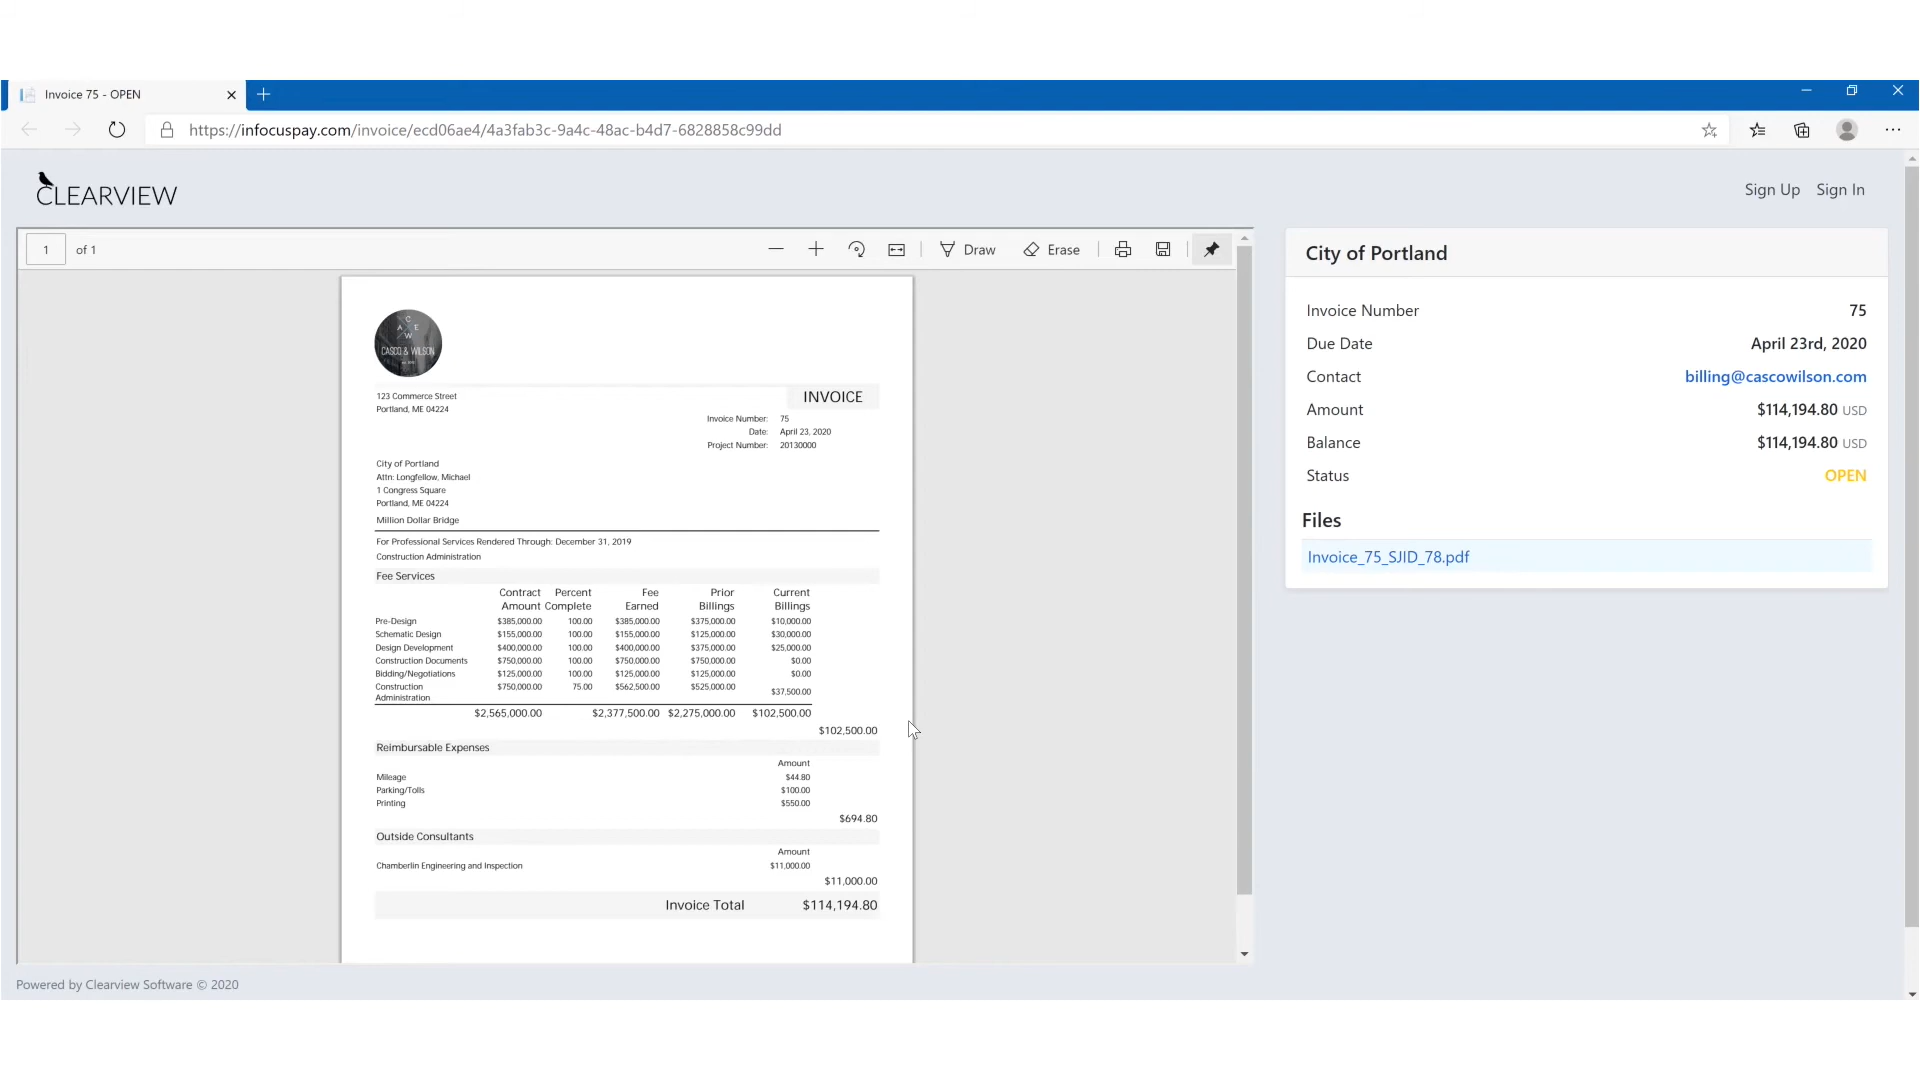 Invoice 75 - OPEN
https://infocuspay.com/invoice/ecd06ae4/4a3fab3c-9a4c-48ac-b4d7-6828858c99dd
CLEARVIEW
Sign Up Sign In
1 of 1
Draw Erase
C
A E
W
CASCO & WILSON
123 Commerce Street
Portland, ME 04224
INVOICE
Invoice Number: 75
Date: April 23, 2020
Project Number: 20130000
City of Portland
Attn: Longfellow, Michael
1 Congress Square
Portland, ME 04224
Million Dollar Bridge
For Professional Services Rendered Through: December 31, 2019
Construction Administration
Fee Services
Contract Percent Fee Prior Current
Amount Complete Earned Billings Billings
Pre-Design $385,000.00 100.00 $385,000.00 $375,000.00 $10,000.00
Schematic Design $155,000.00 100.00 $155,000.00 $125,000.00 $30,000.00
Design Development $400,000.00 100.00 $400,000.00 $375,000.00 $25,000.00
Construction Documents $750,000.00 100.00 $750,000.00 $750,000.00 $0.00
Bidding/Negotiations $125,000.00 100.00 $125,000.00 $125,000.00 $0.00
Construction $750,000.00 75.00 $562,500.00 $525,000.00 $37,500.00
Administration
$2,565,000.00 $2,377,500.00 $2,275,000.00 $102,500.00
$102,500.00
Reimbursable Expenses
Amount
Mileage $44.80
Parking/Tolls $100.00
Printing $550.00
$694.80
Outside Consultants
Amount
Chamberlin Engineering and Inspection $11,000.00
$11,000.00
Invoice Total $114,194.80
City of Portland
Invoice Number 75
Due Date April 23rd, 2020
Contact billing@cascowilson.com
Amount $114,194.80 USD
Balance $114,194.80 USD
Status OPEN
Files
Invoice_75_SJID_78.pdf
Powered by Clearview Software © 2020